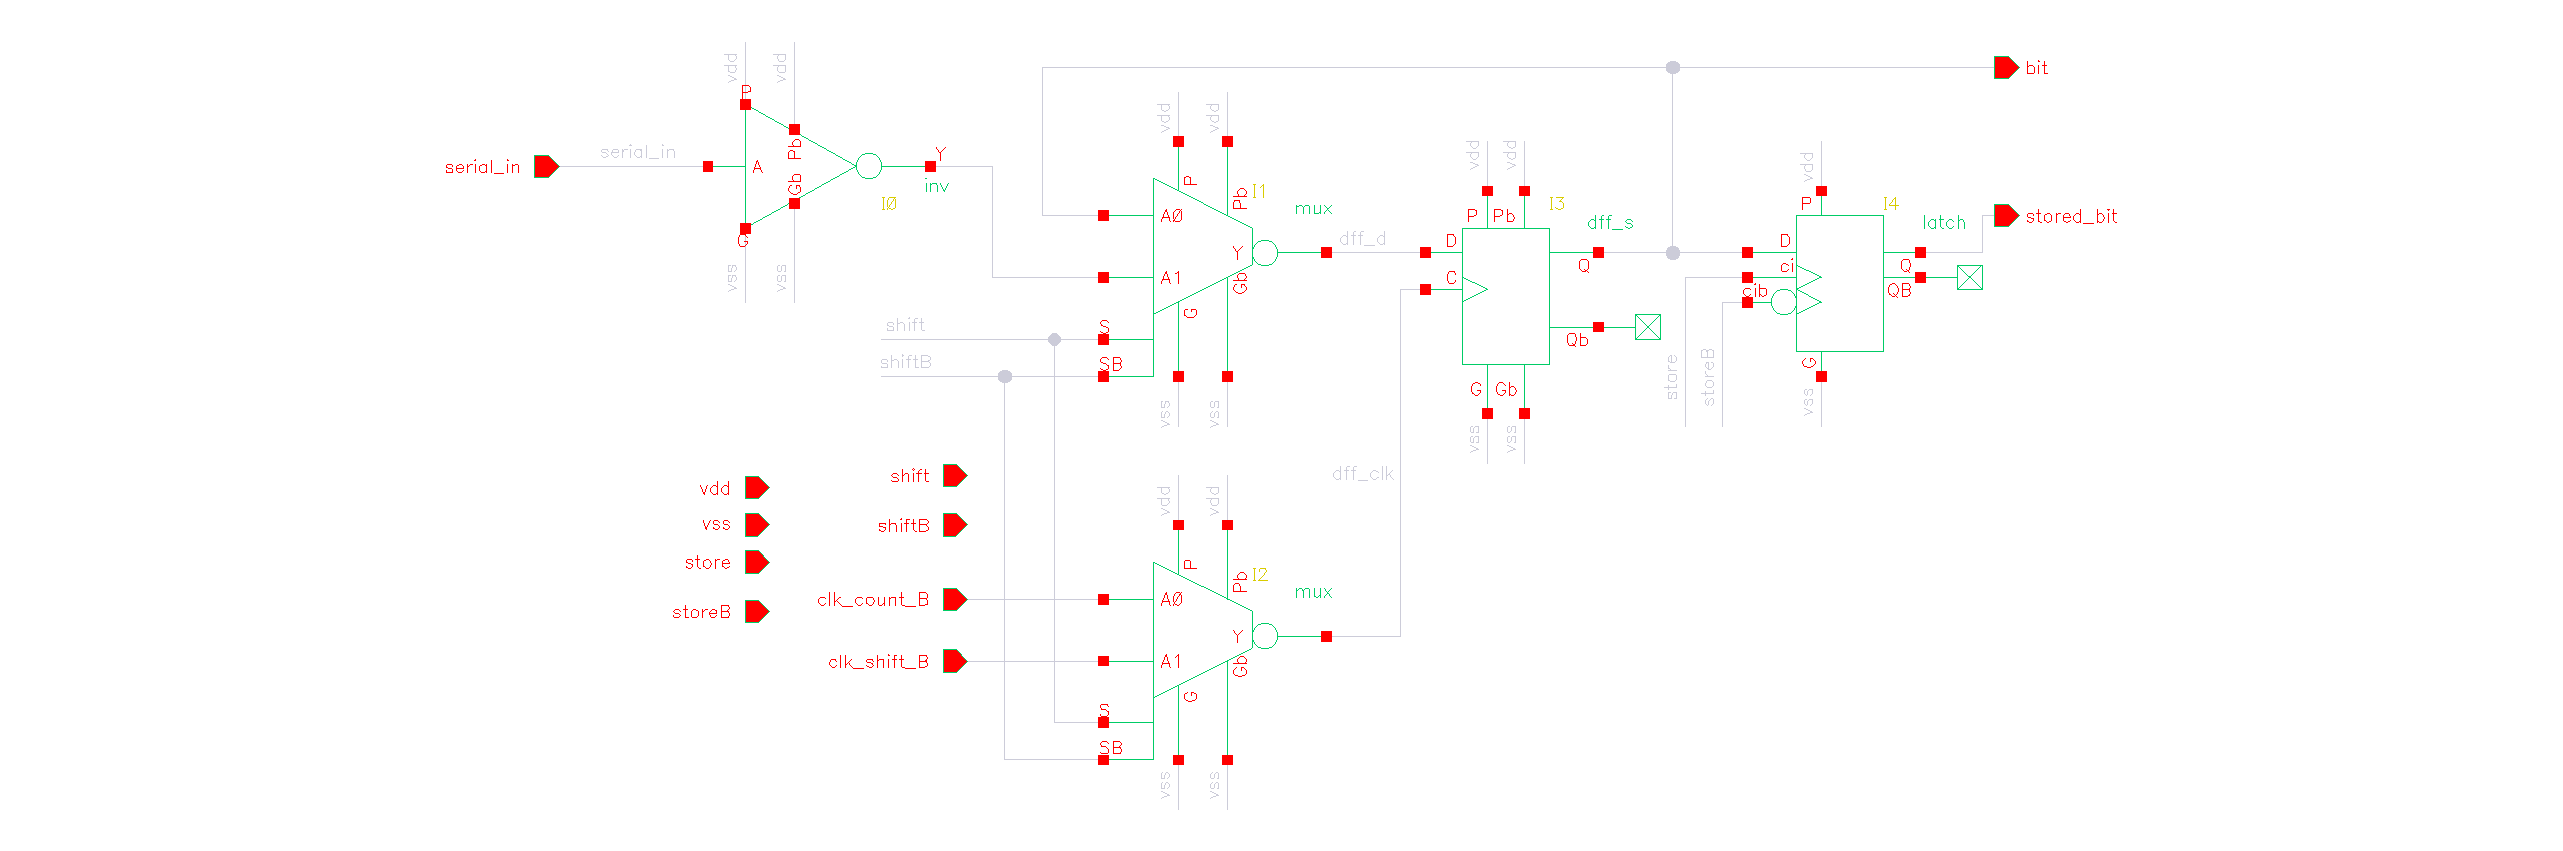 bit
vdd
vdd
P
serial_in
serial_in
A
Pb
Gb
Y
inv
I0
G
vss
vss
vdd
vdd
P
Pb
I1
mux
A0
Y
A1
Gb
G
shift
S
shiftB
SB
vss
vss
dff_d
vdd
vdd
P
Pb
I3
dff_s
D
Q
C
Qb
G
Gb
vss
vss
vdd
P
I4
latch
stored_bit
D
Q
ci
QB
cib
G
store
storeB
vss
vdd
vss
store
storeB
shift
shiftB
clk_count_B
clk_shift_B
vdd
vdd
P
Pb
I2
mux
A0
Y
A1
Gb
G
S
SB
vss
vss
dff_clk